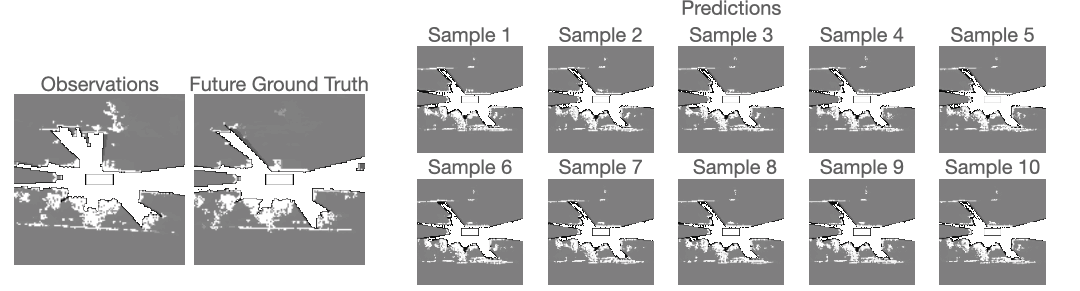 Predictions
Sample 1 Sample 2 Sample 3 Sample 4 Sample 5
Observations Future Ground Truth
Sample 6 Sample 7 Sample 8 Sample 9 Sample 10